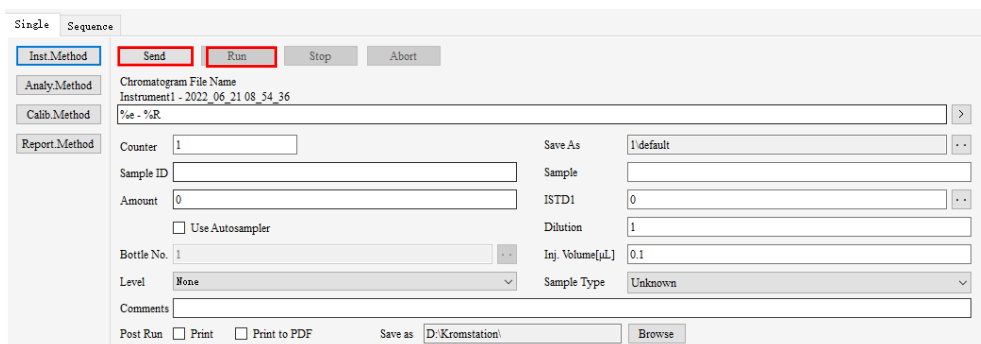 Single Sequence
Inst.Method Send Run Stop Abort
Analy.Method Chromatogram File Name
Instrument1 - 2022_06_21 08_54_36
Calib.Method %e - %R >
Report.Method Counter 1 Save As 1\default ..
Sample ID Sample
Amount 0 ISTD1 0 ..
Use Autosampler Dilution 1
Bottle No. 1 .. Inj. Volume[μL] 0.1
Level None Sample Type Unknown
Comments
Post Run Print Print to PDF Save as D:\Kromstation\ Browse